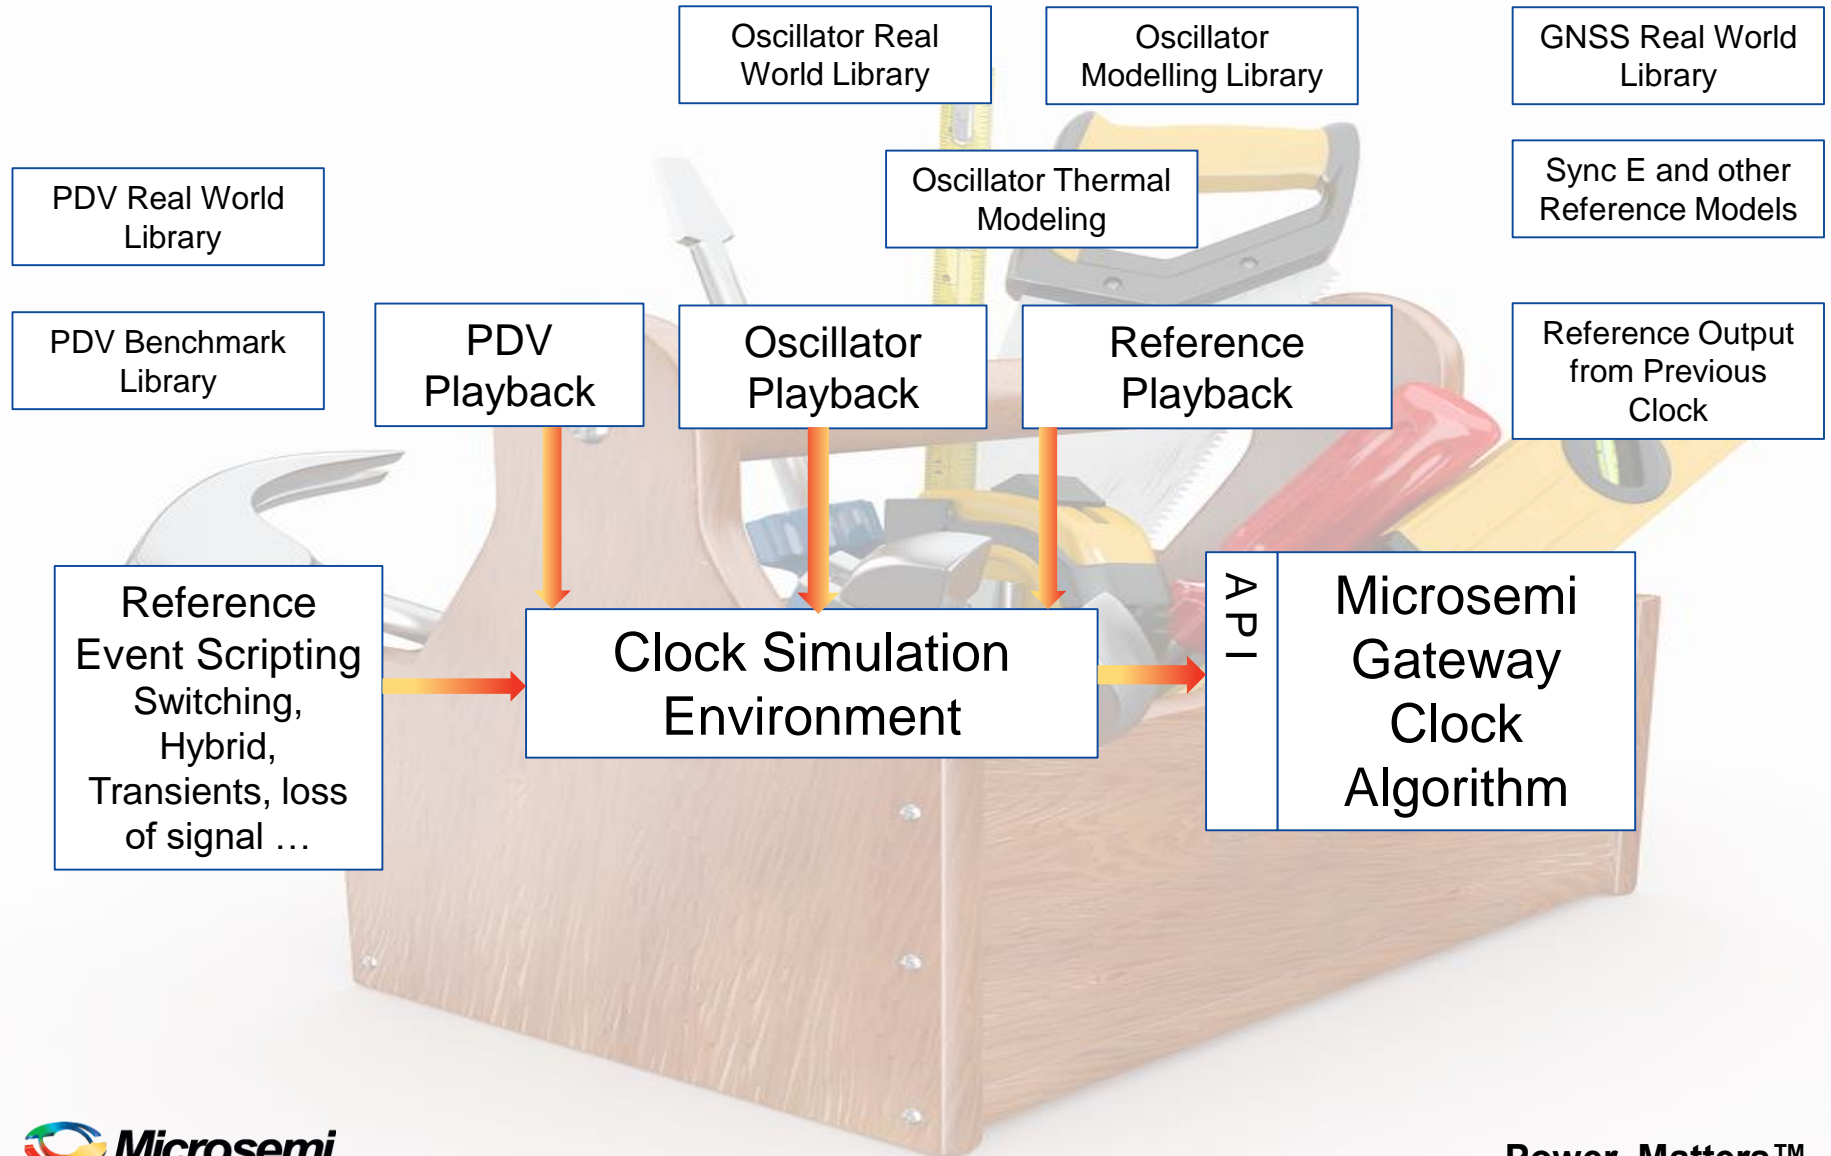 Oscillator Real
World Library
Oscillator
Modelling Library
GNSS Real World
Library
Oscillator Thermal
Modeling
Sync E and other
Reference Models
PDV Real World
Library
PDV Benchmark
Library
PDV
Playback
Oscillator
Playback
Reference
Playback
Reference Output
from Previous
Clock
Reference
Event Scripting
Switching,
Hybrid,
Transients, loss
of signal …
Clock Simulation
Environment
API
Microsemi
Gateway
Clock
Algorithm
Microsemi
Power Matters™